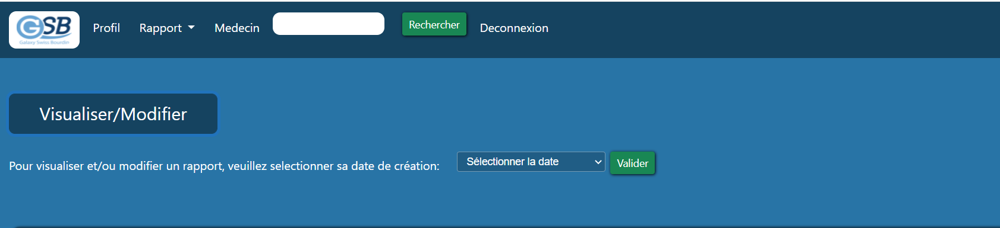 GSB
Galaxy Swiss Bourdin
Profil Rapport Medecin Rechercher Deconnexion
Visualiser/Modifier
Pour visualiser et/ou modifier un rapport, veuillez selectionner sa date de création: Sélectionner la date Valider